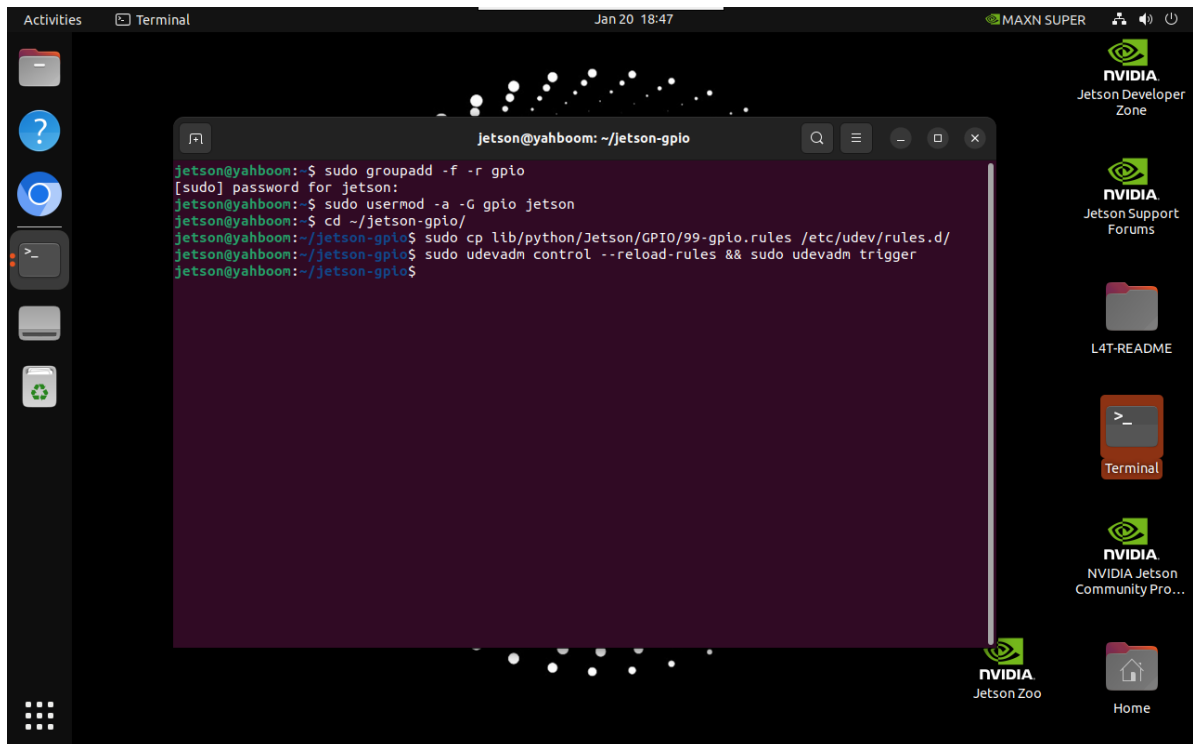 Activities
Terminal
Jan 20 18:47
MAXN SUPER
jetson@yahboom: ~/jetson-gpio
jetson@yahboom:~$ sudo groupadd -f -r gpio
[sudo] password for jetson:
jetson@yahboom:~$ sudo usermod -a -G gpio jetson
jetson@yahboom:~$ cd ~/jetson-gpio/
jetson@yahboom:~/jetson-gpio$ sudo cp lib/python/Jetson/GPIO/99-gpio.rules /etc/udev/rules.d/
jetson@yahboom:~/jetson-gpio$ sudo udevadm control --reload-rules && sudo udevadm trigger
jetson@yahboom:~/jetson-gpio$
NVIDIA.
Jetson Developer
Zone
NVIDIA.
Jetson Support
Forums
L4T-README
>_
Terminal
NVIDIA.
NVIDIA Jetson
Community Pro...
NVIDIA.
Jetson Zoo
Home
>_
?